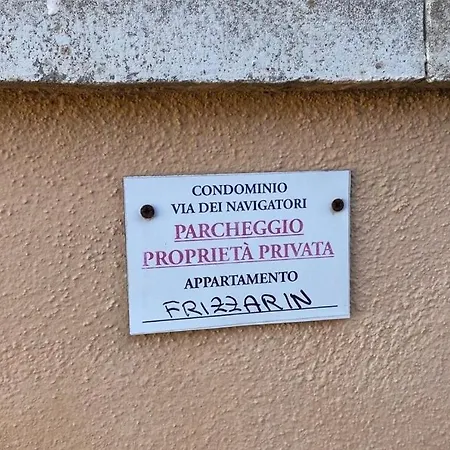 CONDOMINIO
VIA DEI NAVIGATORI
PARCHEGGIO
PROPRIETÀ PRIVATA
APPARTAMENTO
FRIZZARIN